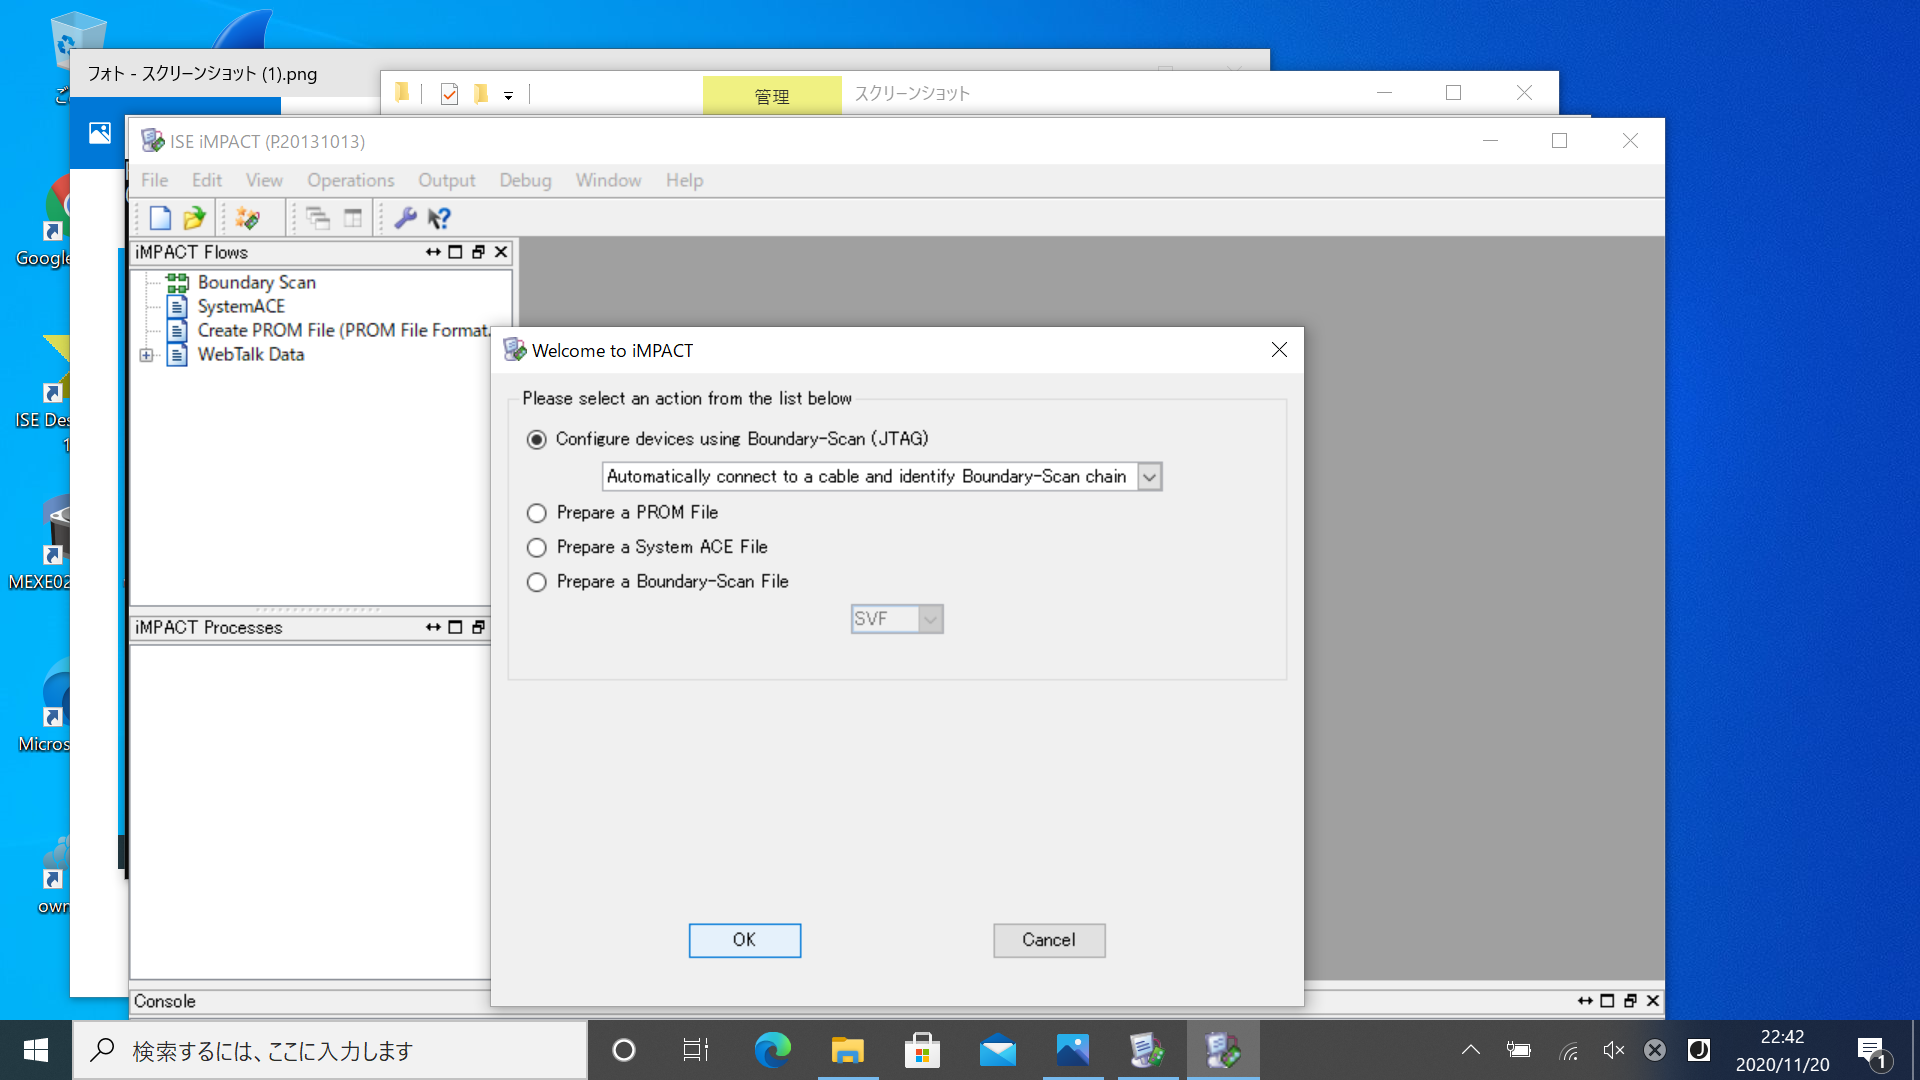 フォト - スクリーンショット (1).png
管理
スクリーンショット
ISE iMPACT (P.20131013)
File Edit View Operations Output Debug Window Help
iMPACT Flows
Boundary Scan
SystemACE
Create PROM File (PROM File Format.
WebTalk Data
Welcome to iMPACT
Please select an action from the list below
Configure devices using Boundary-Scan (JTAG)
Automatically connect to a cable and identify Boundary-Scan chain
Prepare a PROM File
Prepare a System ACE File
Prepare a Boundary-Scan File
SVF
OK
Cancel
iMPACT Processes
Console
ご
Google
ISE Des
1
MEXE02
Micros
own
検索するには、ここに入力します
22:42
2020/11/20
1